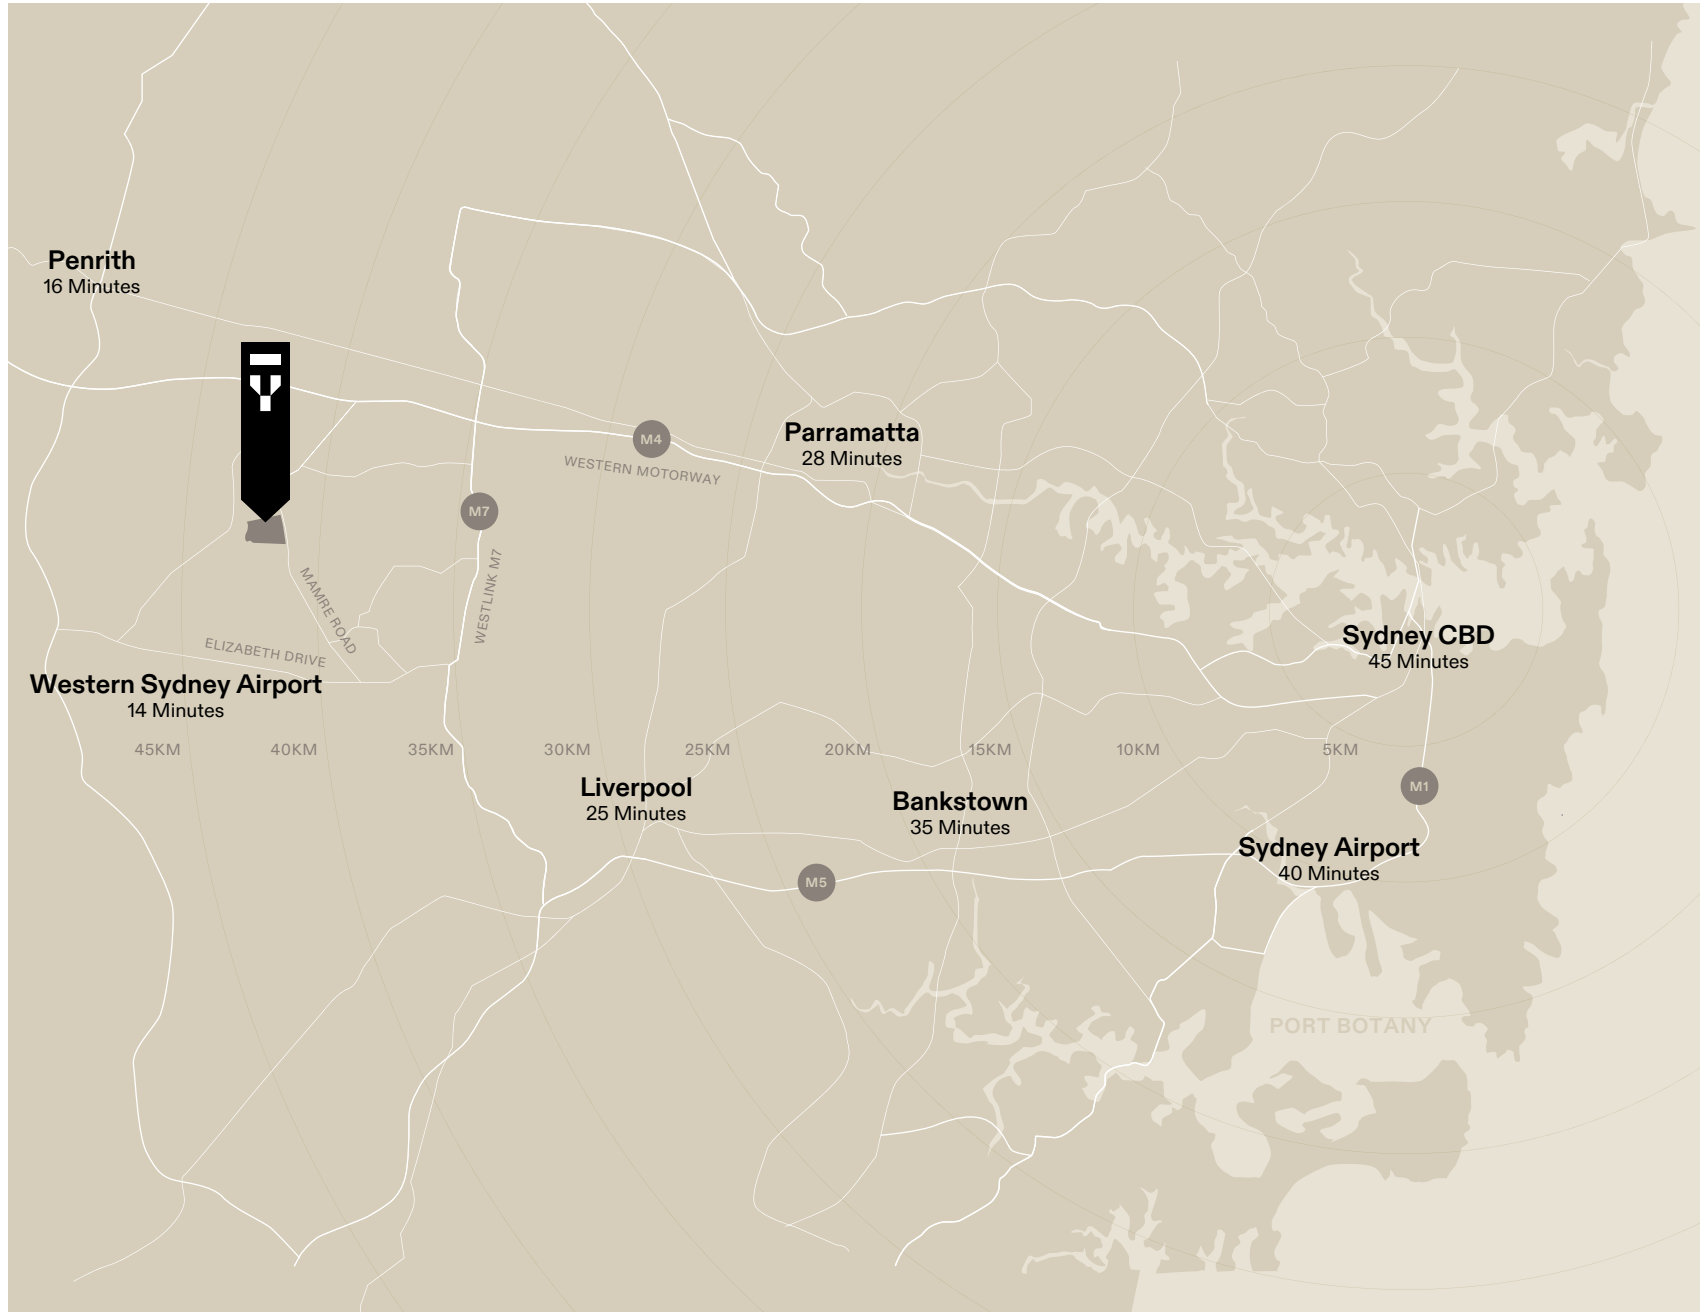 Penrith
16 Minutes
Parramatta
28 Minutes
M4
WESTERN MOTORWAY
M7
WESTLINK M7
MAMRE ROAD
ELIZABETH DRIVE
Sydney CBD
45 Minutes
Western Sydney Airport
14 Minutes
45KM
40KM
35KM
30KM
25KM
20KM
15KM
10KM
5KM
Liverpool
25 Minutes
Bankstown
35 Minutes
M1
Sydney Airport
40 Minutes
M5
PORT BOTANY